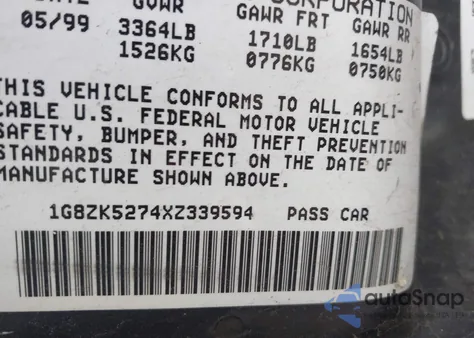 GVWR GAWR FRT GAWR RR
05/99 3364LB 1710LB 1654LB
1526KG 0776KG 0750KG
THIS VEHICLE CONFORMS TO ALL APPLI-
CABLE U.S. FEDERAL MOTOR VEHICLE
SAFETY, BUMPER, AND THEFT PREVENTION
STANDARDS IN EFFECT ON THE DATE OF
MANUFACTURE SHOWN ABOVE.
1G8ZK5274XZ339594 PASS CAR
autoSnap